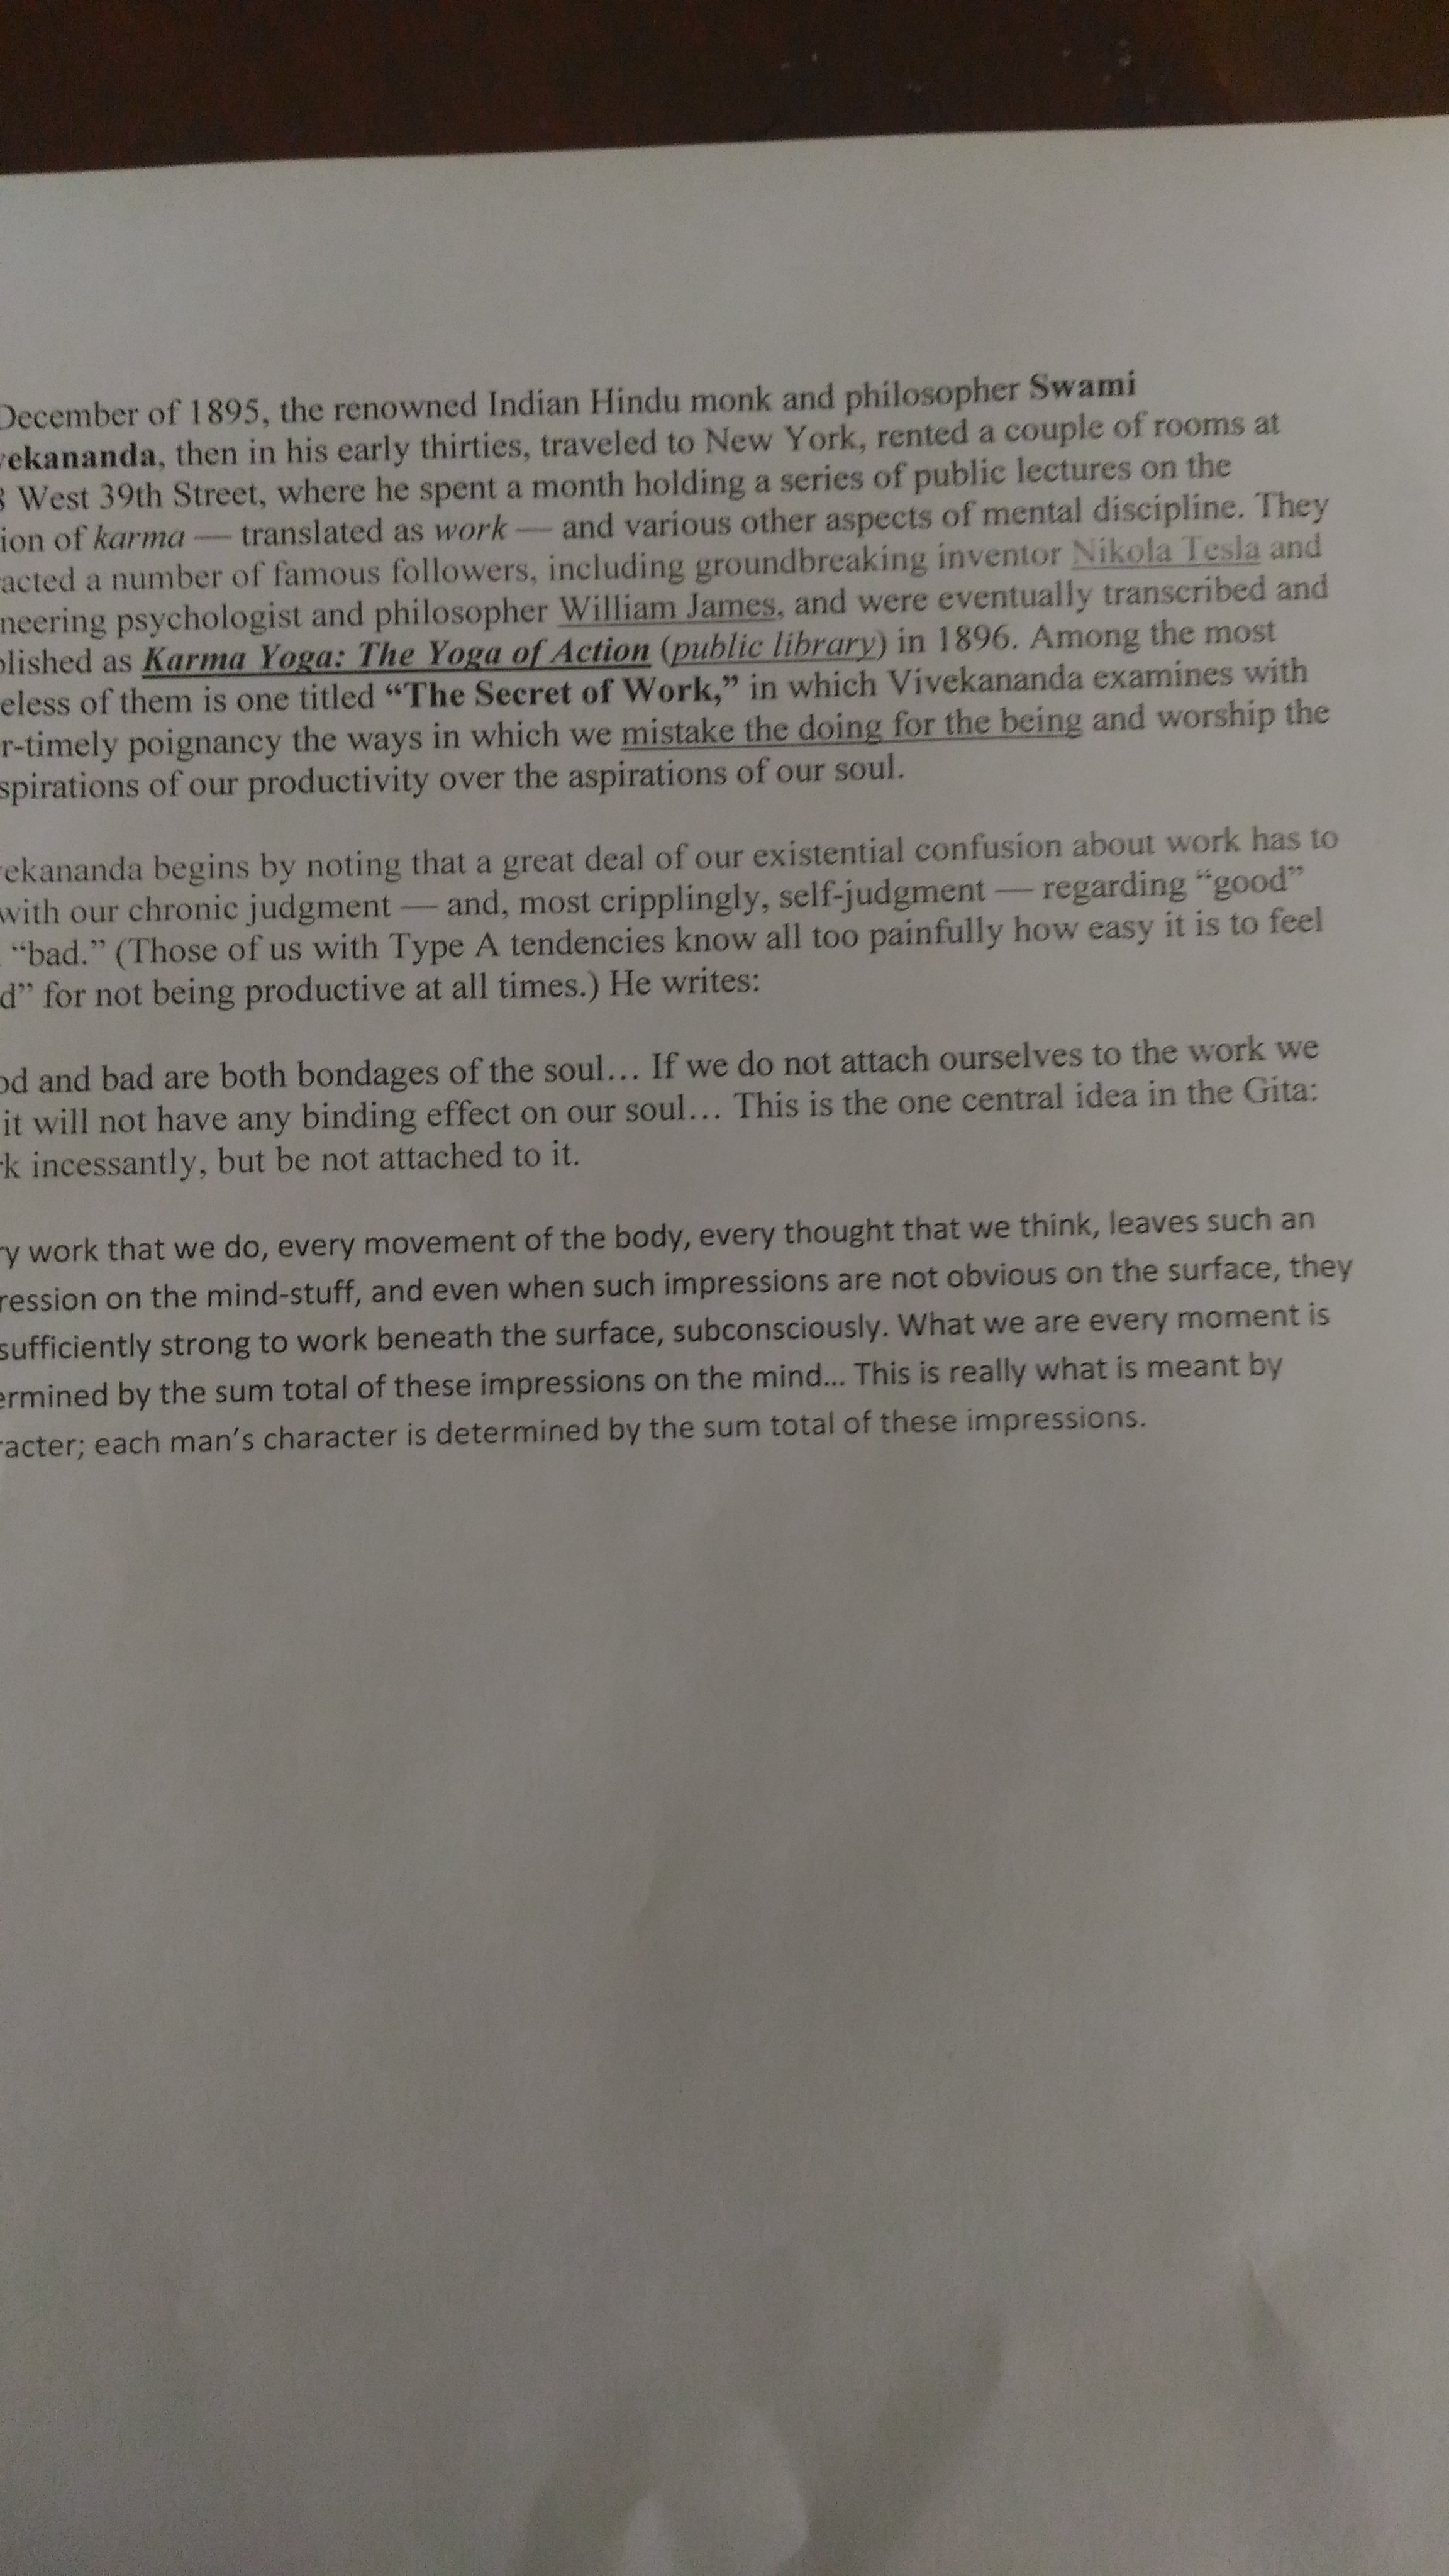 December of 1895, the renowned Indian Hindu monk and philosopher Swami
ekananda, then in his early thirties, traveled to New York, rented a couple of rooms at
West 39th Street, where he spent a month holding a series of public lectures on the
ion of karma — translated as work — and various other aspects of mental discipline. They
acted a number of famous followers, including groundbreaking inventor Nikola Tesla and
neering psychologist and philosopher William James, and were eventually transcribed and
lished as Karma Yoga: The Yoga of Action (public library) in 1896. Among the most
eless of them is one titled “The Secret of Work,” in which Vivekananda examines with
r-timely poignancy the ways in which we mistake the doing for the being and worship the
spirations of our productivity over the aspirations of our soul.
ekananda begins by noting that a great deal of our existential confusion about work has to
with our chronic judgment — and, most cripplingly, self-judgment — regarding “good”
“bad.” (Those of us with Type A tendencies know all too painfully how easy it is to feel
d” for not being productive at all times.) He writes:
od and bad are both bondages of the soul… If we do not attach ourselves to the work we
it will not have any binding effect on our soul… This is the one central idea in the Gita:
rk incessantly, but be not attached to it.
ry work that we do, every movement of the body, every thought that we think, leaves such an
ression on the mind-stuff, and even when such impressions are not obvious on the surface, they
sufficiently strong to work beneath the surface, subconsciously. What we are every moment is
ermined by the sum total of these impressions on the mind… This is really what is meant by
racter; each man’s character is determined by the sum total of these impressions.